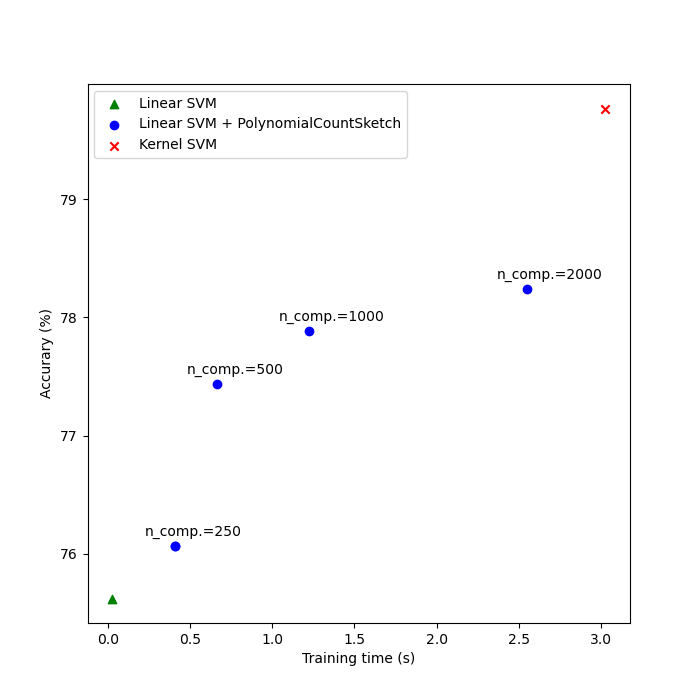 Linear SVM
Linear SVM + PolynomialCountSketch
Kernel SVM
79
78
77
76
n_comp.=2000
n_comp.=1000
n_comp.=500
n_comp.=250
Accurary (%)
0.0 0.5 1.0 1.5 2.0 2.5 3.0
Training time (s)